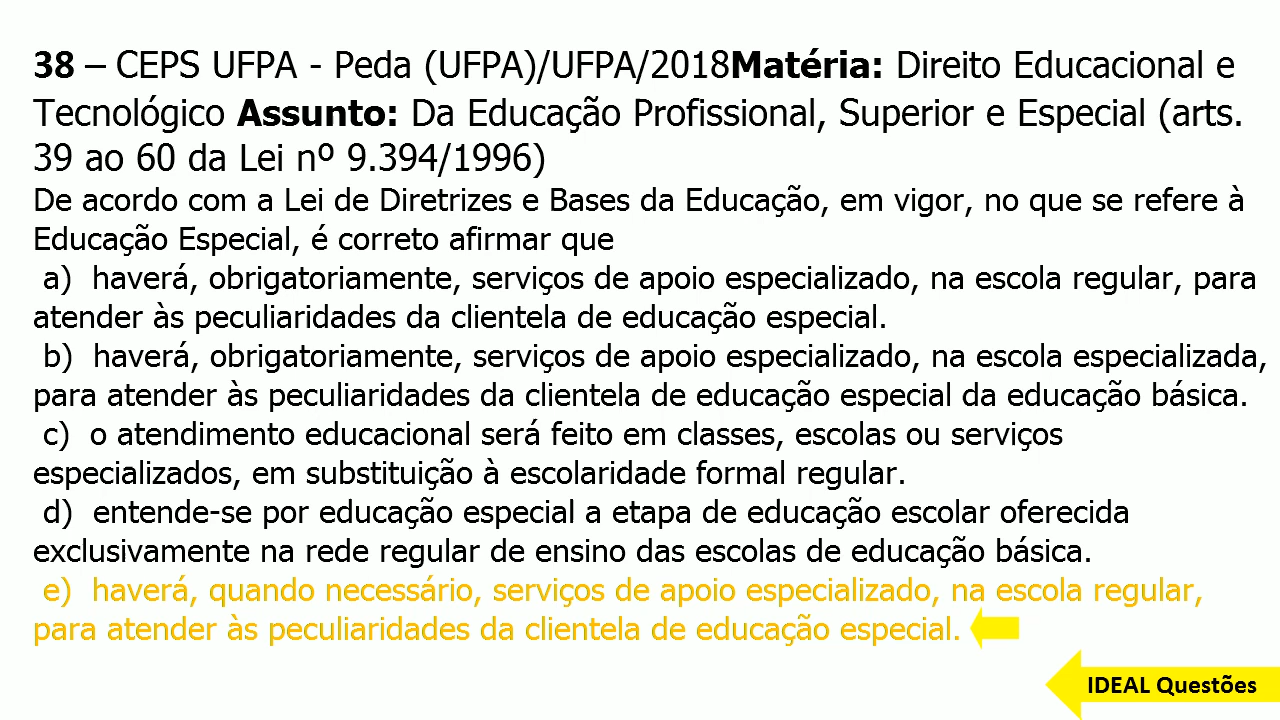 38 – CEPS UFPA - Peda (UFPA)/UFPA/2018Matéria: Direito Educacional e
Tecnológico Assunto: Da Educação Profissional, Superior e Especial (arts.
39 ao 60 da Lei nº 9.394/1996)
De acordo com a Lei de Diretrizes e Bases da Educação, em vigor, no que se refere à
Educação Especial, é correto afirmar que
a) haverá, obrigatoriamente, serviços de apoio especializado, na escola regular, para
atender às peculiaridades da clientela de educação especial.
b) haverá, obrigatoriamente, serviços de apoio especializado, na escola especializada,
para atender às peculiaridades da clientela de educação especial da educação básica.
c) o atendimento educacional será feito em classes, escolas ou serviços
especializados, em substituição à escolaridade formal regular.
d) entende-se por educação especial a etapa de educação escolar oferecida
exclusivamente na rede regular de ensino das escolas de educação básica.
e) haverá, quando necessário, serviços de apoio especializado, na escola regular,
para atender às peculiaridades da clientela de educação especial.
IDEAL Questões